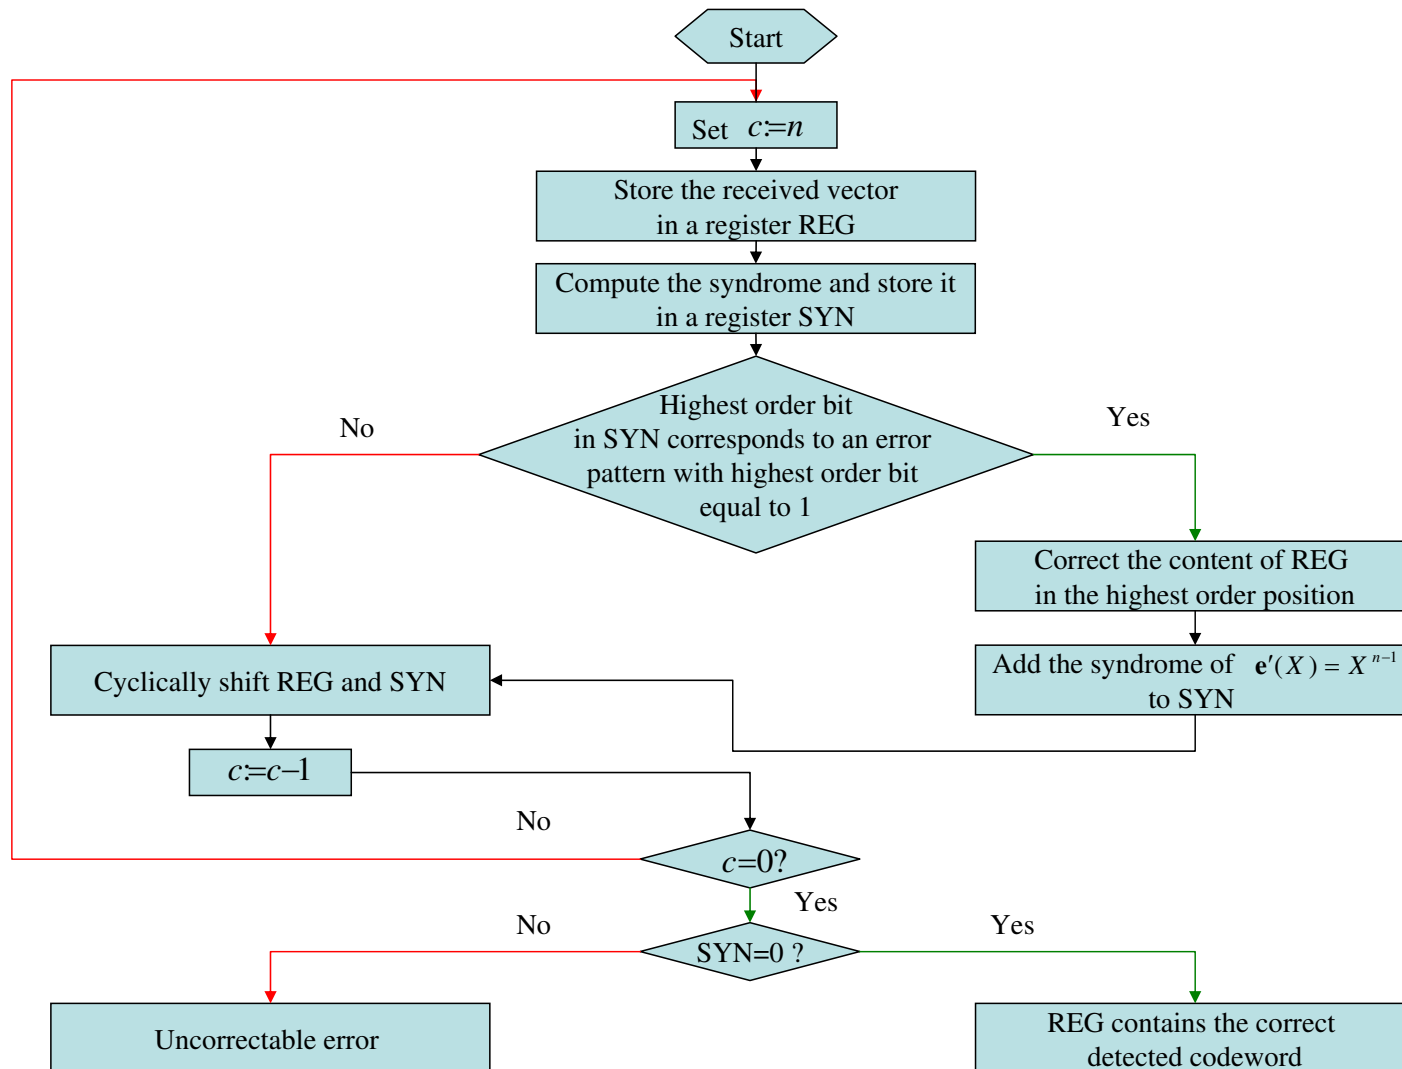 Start
Set c:=n
Store the received vector
in a register REG
Compute the syndrome and store it
in a register SYN
Highest order bit
in SYN corresponds to an error
pattern with highest order bit
equal to 1
No
Yes
Correct the content of REG
in the highest order position
Add the syndrome of e′(X) = X^{n−1}
to SYN
Cyclically shift REG and SYN
c:=c−1
No
c=0?
Yes
No
SYN=0 ?
Yes
Uncorrectable error
REG contains the correct
detected codeword